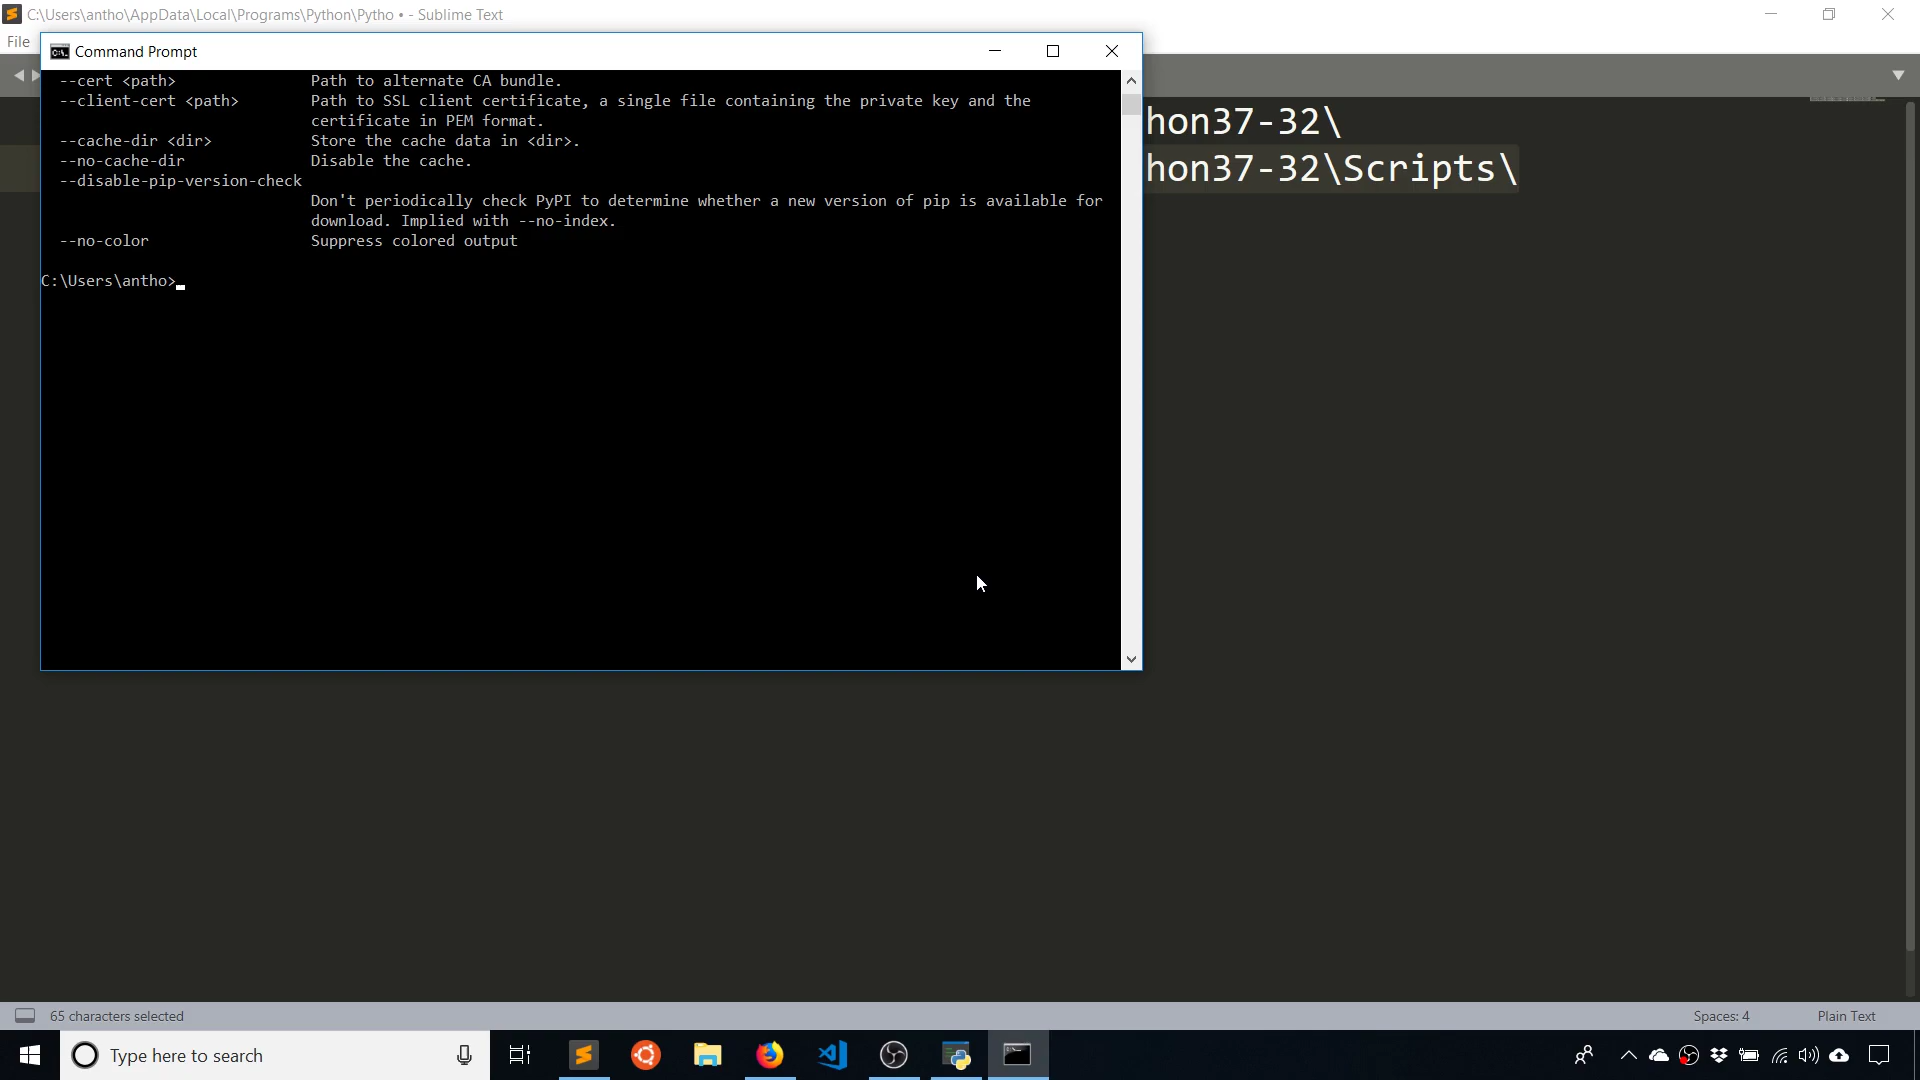 C:\Users\antho\AppData\Local\Programs\Python\Pytho • - Sublime Text
File
Command Prompt
--cert <path> Path to alternate CA bundle.
--client-cert <path> Path to SSL client certificate, a single file containing the private key and the
certificate in PEM format.
--cache-dir <dir> Store the cache data in <dir>.
--no-cache-dir Disable the cache.
--disable-pip-version-check
Don't periodically check PyPI to determine whether a new version of pip is available for
download. Implied with --no-index.
--no-color Suppress colored output
C:\Users\antho>
hon37-32\
hon37-32\Scripts\
65 characters selected
Spaces: 4
Plain Text
Type here to search